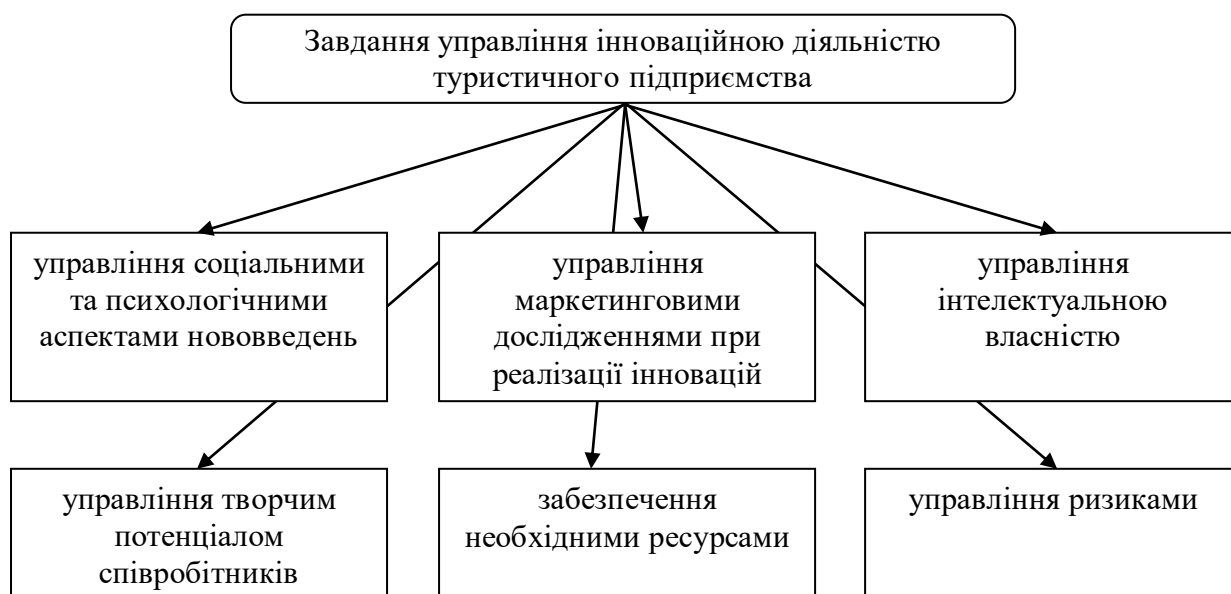 Завдання управління інноваційною діяльністю
туристичного підприємства
управління соціальними
та психологічними
аспектами нововведень
управління
маркетинговими
дослідженнями при
реалізації інновацій
управління
інтелектуальною
власністю
управління творчим
потенціалом
співробітників
забезпечення
необхідними ресурсами
управління ризиками